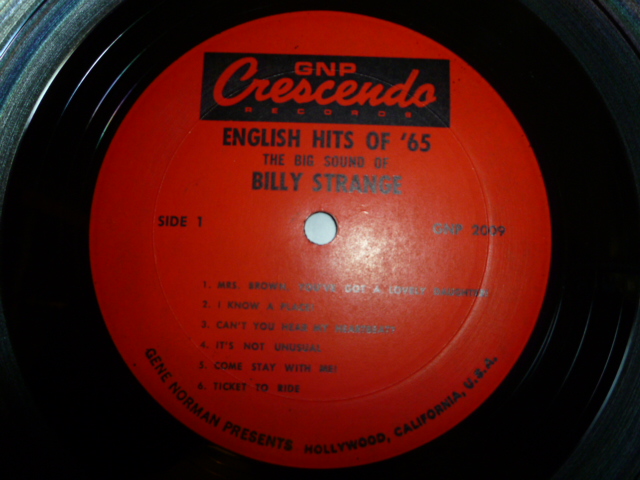 GNP
Crescendo
RECORDS
ENGLISH HITS OF '65
THE BIG SOUND OF
BILLY STRANGE
SIDE 1
GNP 2009
1. MRS. BROWN, YOU'VE GOT A LOVELY DAUGHTER
2. I KNOW A PLACE
3. CAN'T YOU HEAR MY HEARTBEAT?
4. IT'S NOT UNUSUAL
5. COME STAY WITH ME!
6. TICKET TO RIDE
GENE NORMAN PRESENTS HOLLYWOOD, CALIFORNIA, U.S.A.